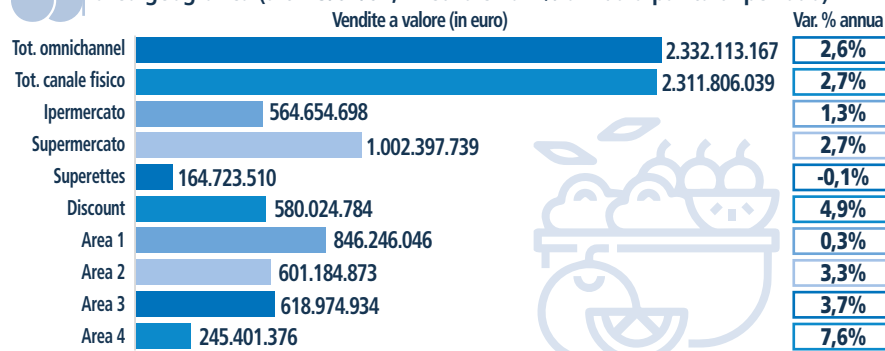 Vendite a valore (in euro) Var. % annua
Tot. omnichannel 2.332.113.167 2,6%
Tot. canale fisico 2.311.806.039 2,7%
Ipermercato 564.654.698 1,3%
Supermercato 1.002.397.739 2,7%
Superettes 164.723.510 -0,1%
Discount 580.024.784 4,9%
Area 1 846.246.046 0,3%
Area 2 601.184.873 3,3%
Area 3 618.974.934 3,7%
Area 4 245.401.376 7,6%